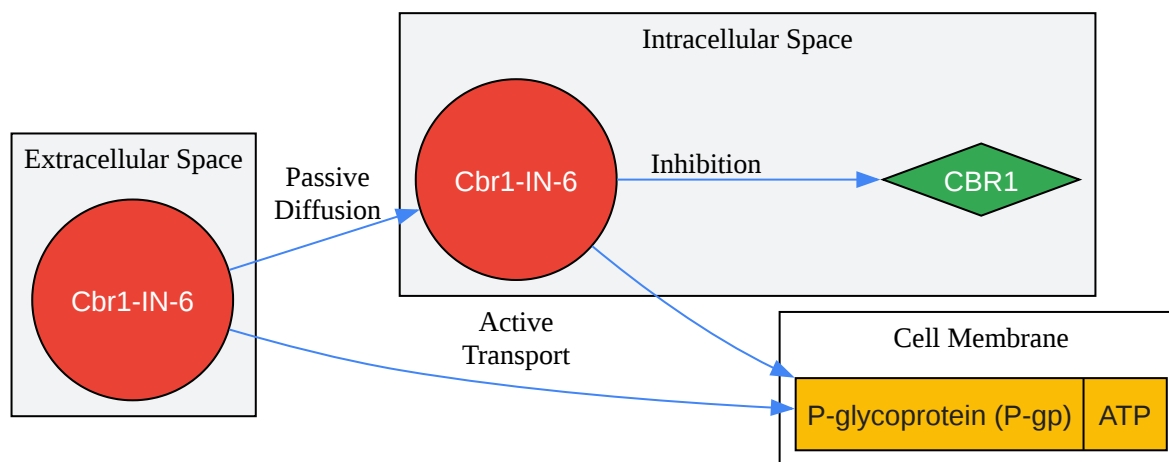 Intracellular Space
Extracellular Space
Passive
Diffusion
Cbr1-IN-6
Inhibition
CBR1
Cbr1-IN-6
Active
Transport
Cell Membrane
P-glycoprotein (P-gp)
ATP